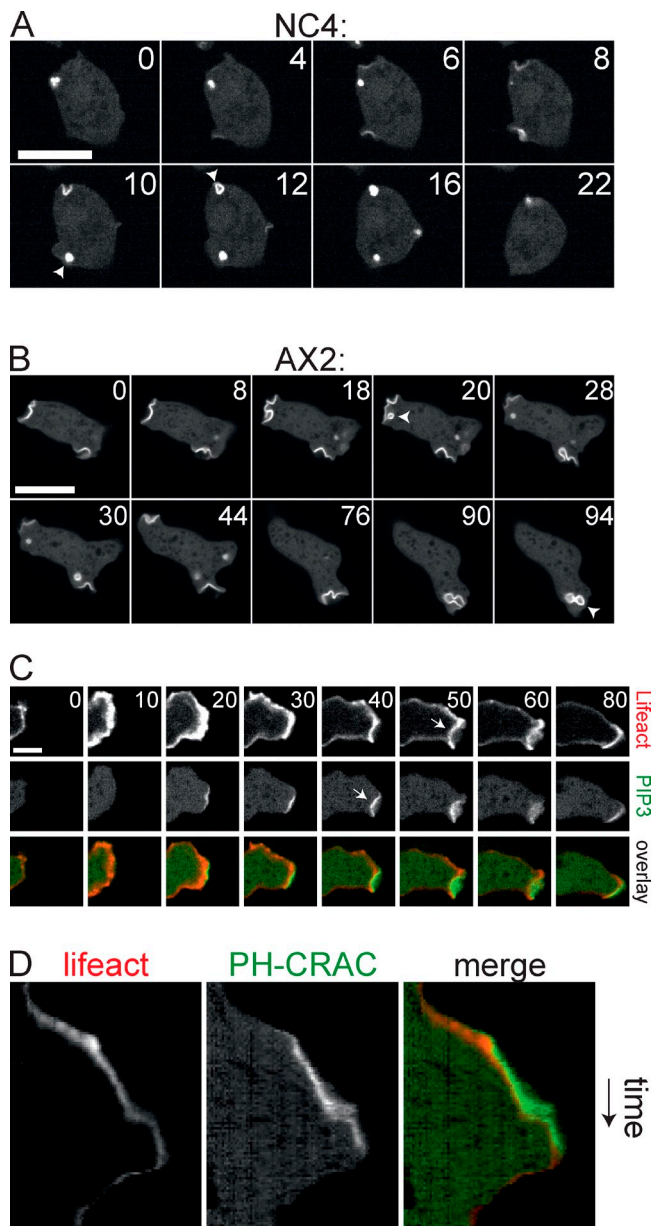 A NC4:
0 4 6 8
10 12 16 22
B AX2:
0 8 18 20 28
30 44 76 90 94
C
0 10 20 30 40 50 60 80
Lifeact
PIP3
overlay
D lifeact PH-CRAC merge
time